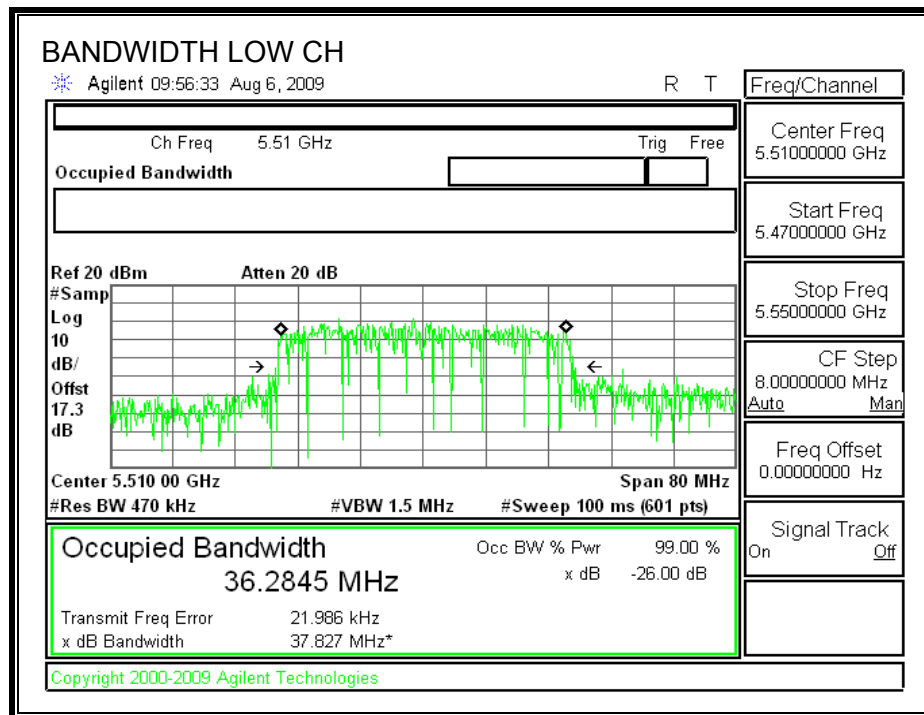 BANDWIDTH LOW CH
Agilent 09:56:33 Aug 6, 2009 R T
Freq/Channel
Ch Freq 5.51 GHz Trig Free
Occupied Bandwidth
Center Freq
5.51000000 GHz
Start Freq
5.47000000 GHz
Stop Freq
5.55000000 GHz
CF Step
8.00000000 MHz
Auto Man
Freq Offset
0.00000000 Hz
Signal Track
On Off
Ref 20 dBm Atten 20 dB
#Samp
Log
10
dB/
Offst
17.3
dB
Center 5.510 00 GHz Span 80 MHz
#Res BW 470 kHz #VBW 1.5 MHz #Sweep 100 ms (601 pts)
Occupied Bandwidth Occ BW % Pwr 99.00 %
36.2845 MHz x dB -26.00 dB
Transmit Freq Error 21.986 kHz
x dB Bandwidth 37.827 MHz*
Copyright 2000-2009 Agilent Technologies